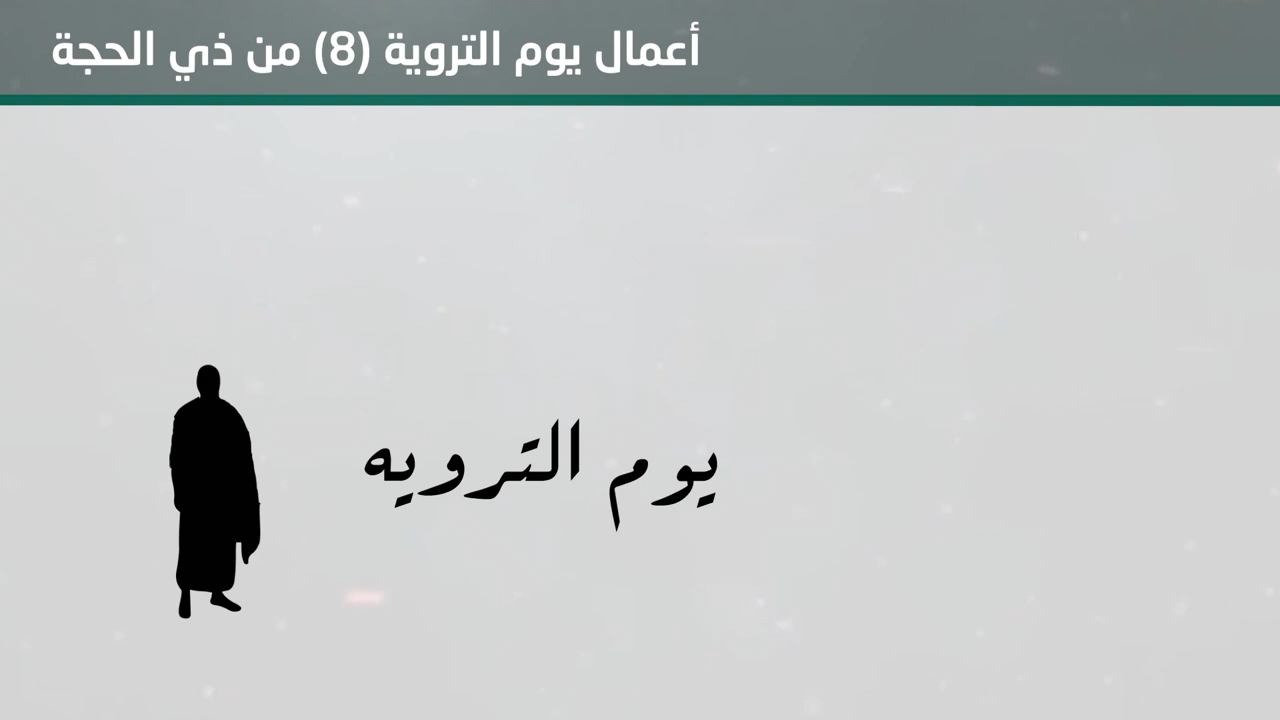 أعمال يوم التروية (8) من ذي الحجة
يوم الترويه